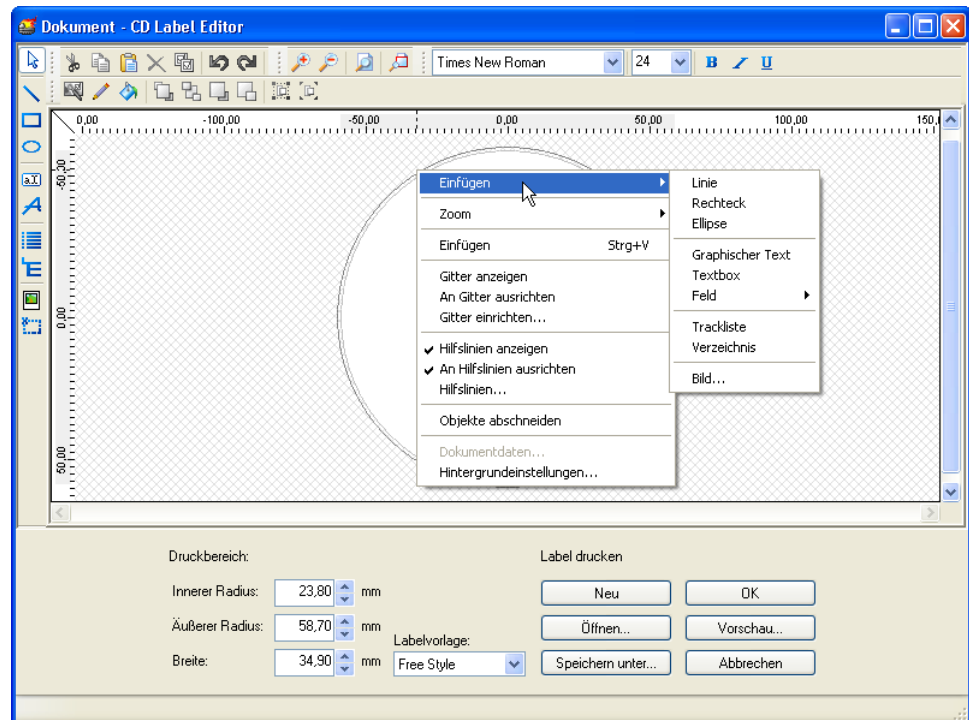 Dokument - CD Label Editor
Times New Roman 24 B I U
0,00 -100,00 -50,00 0,00 50,00 100,00 150,
-50,00
0,00
50,00
Einfügen
Zoom
Einfügen Strg+V
Gitter anzeigen
An Gitter ausrichten
Gitter einrichten...
Hilfslinien anzeigen
An Hilfslinien ausrichten
Hilfslinien...
Objekte abschneiden
Dokumentdaten...
Hintergrundeinstellungen...
Linie
Rechteck
Ellipse
Graphischer Text
Textbox
Feld
Trackliste
Verzeichnis
Bild...
Druckbereich:
Innerer Radius: 23,80 mm
Äußerer Radius: 58,70 mm
Breite: 34,90 mm
Labelvorlage:
Free Style
Label drucken
Neu OK
Öffnen... Vorschau...
Speichern unter... Abbrechen